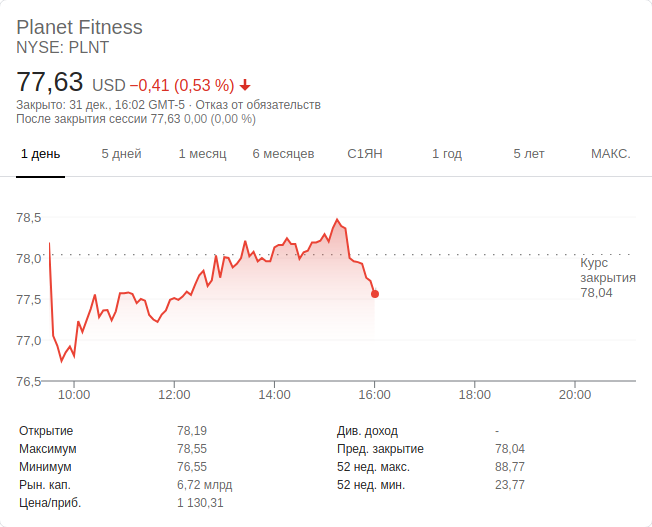 Planet Fitness
NYSE: PLNT
77,63 USD −0,41 (0,53 %)
Закрыто: 31 дек., 16:02 GMT-5 · Отказ от обязательств
После закрытия сессии 77,63 0,00 (0,00 %)
1 день 5 дней 1 месяц 6 месяцев С1ЯН 1 год 5 лет МАКС.
78,5
78,0
77,5
77,0
76,5
Курс
закрытия
78,04
10:00 12:00 14:00 16:00 18:00 20:00
Открытие 78,19 Див. доход -
Максимум 78,55 Пред. закрытие 78,04
Минимум 76,55 52 нед. макс. 88,77
Рын. кап. 6,72 млрд 52 нед. мин. 23,77
Цена/приб. 1 130,31